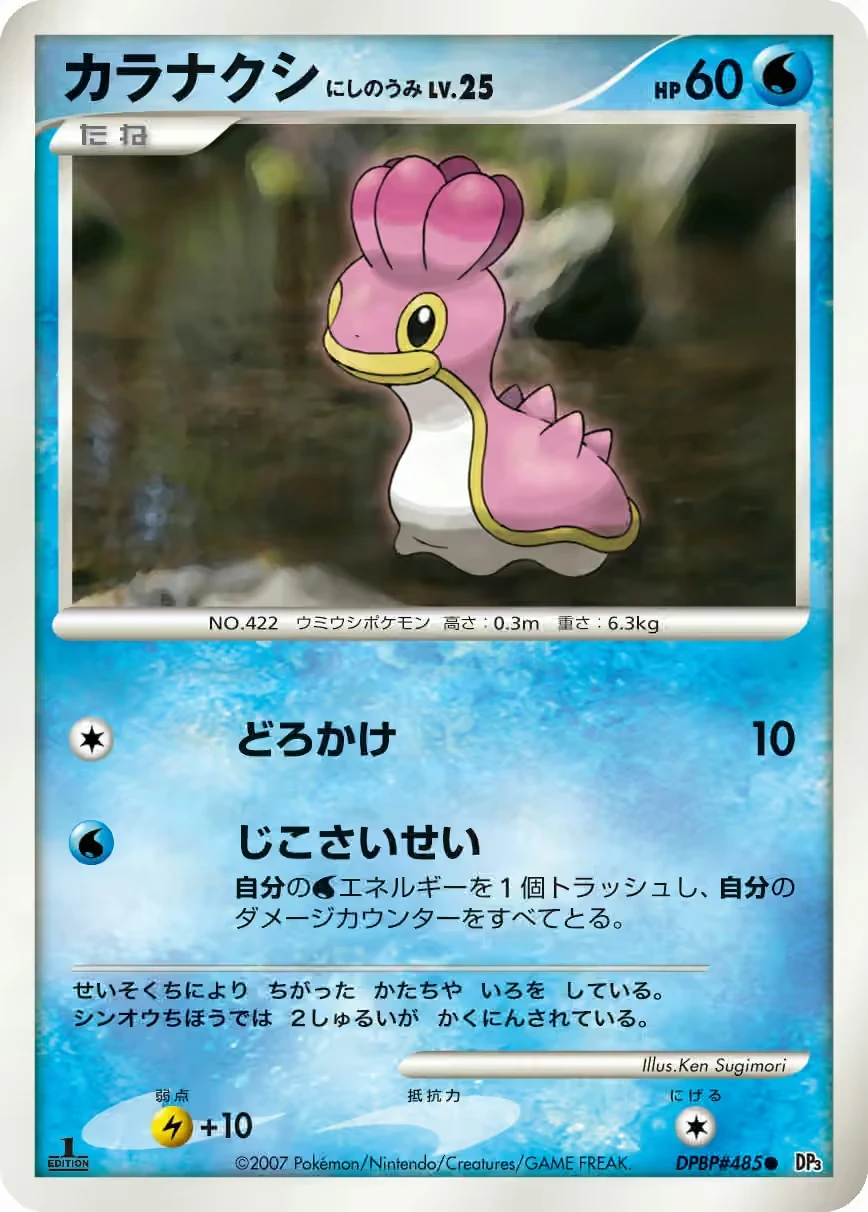 カラナクシ にしのうみ LV.25 HP 60
たね
NO.422 ウミウシポケモン 高さ：0.3m 重さ：6.3kg
どろかけ 10
じこさいせい
自分のエネルギーを1個トラッシュし、自分の
ダメージカウンターをすべてとる。
せいそくちにより ちがった かたちや いろを している。
シンオウちほうでは 2しゅるいが かくにんされている。
Illus.Ken Sugimori
弱点 抵抗力 にげる
+10
1 EDITION ©2007 Pokémon/Nintendo/Creatures/GAME FREAK. DPBP#485● DP3